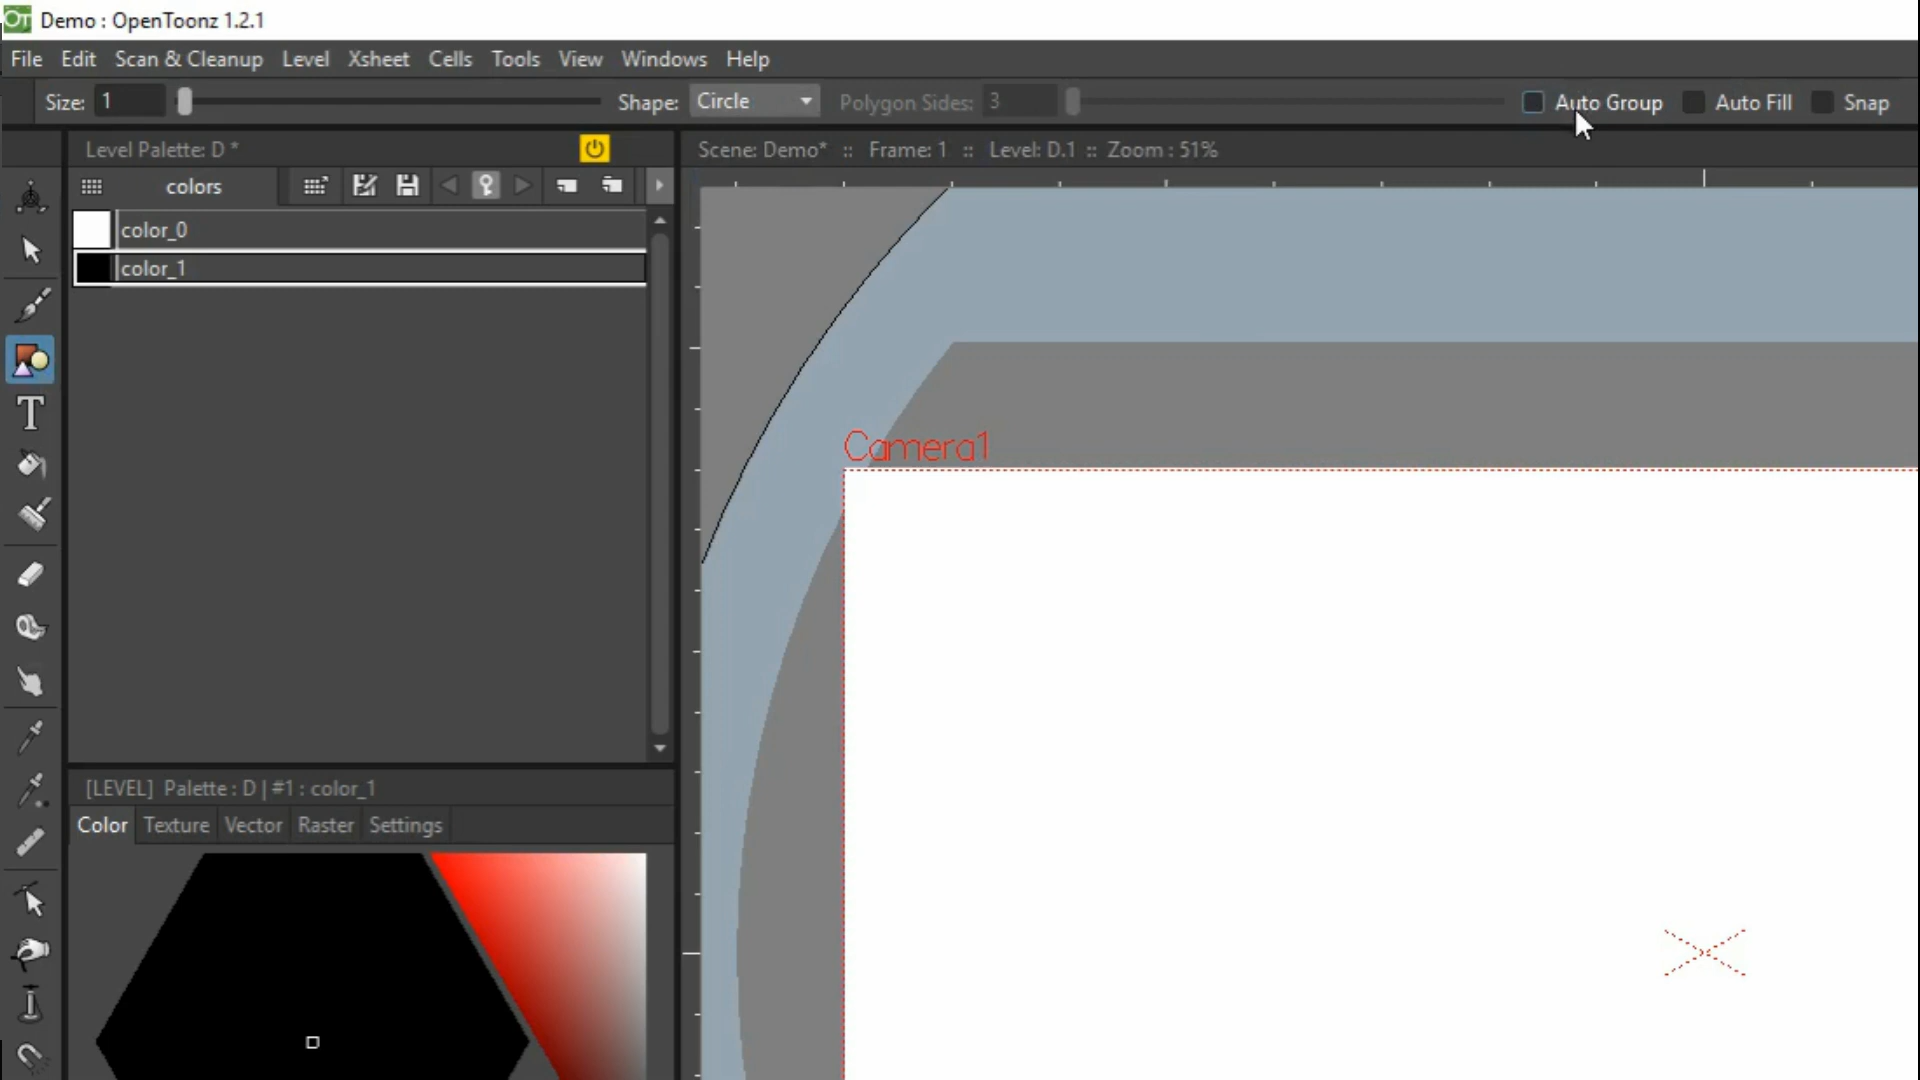 OT Demo : OpenToonz 1.2.1
File Edit Scan & Cleanup Level Xsheet Cells Tools View Windows Help
Size: 1 Shape: Circle Polygon Sides: 3 Auto Group Auto Fill Snap
Level Palette: D *
Scene: Demo* :: Frame: 1 :: Level: D.1 :: Zoom : 51%
colors
color_0
color_1
Camera1
T
[LEVEL] Palette : D | #1 : color_1
Color Texture Vector Raster Settings